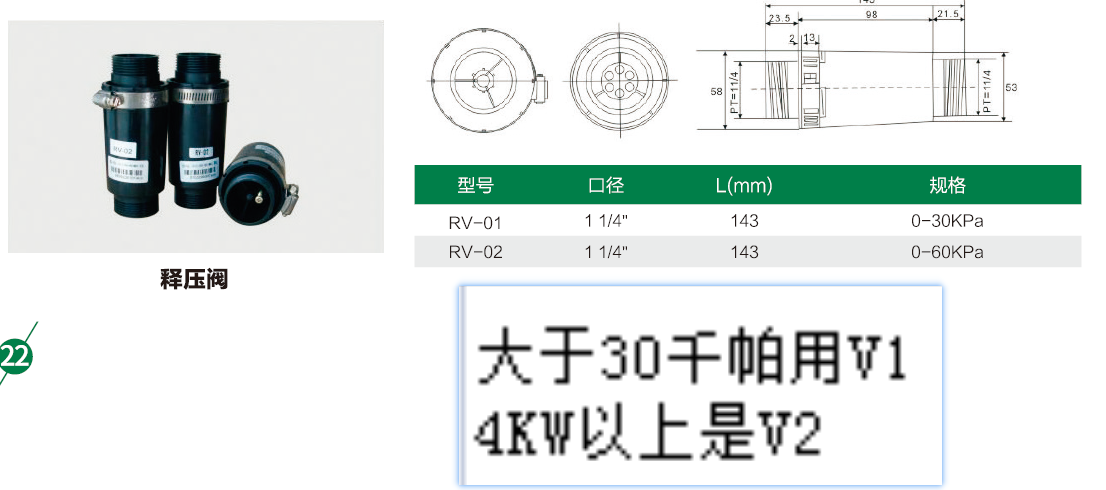 143
23.5
98
21.5
2
13
58
PT=11/4
PT=11/4
53
RV-02
RV-01
释压阀
型号 口径 L(mm) 规格
RV-01 1 1/4" 143 0-30KPa
RV-02 1 1/4" 143 0-60KPa
22
大于30千帕用V1
4KW以上是V2